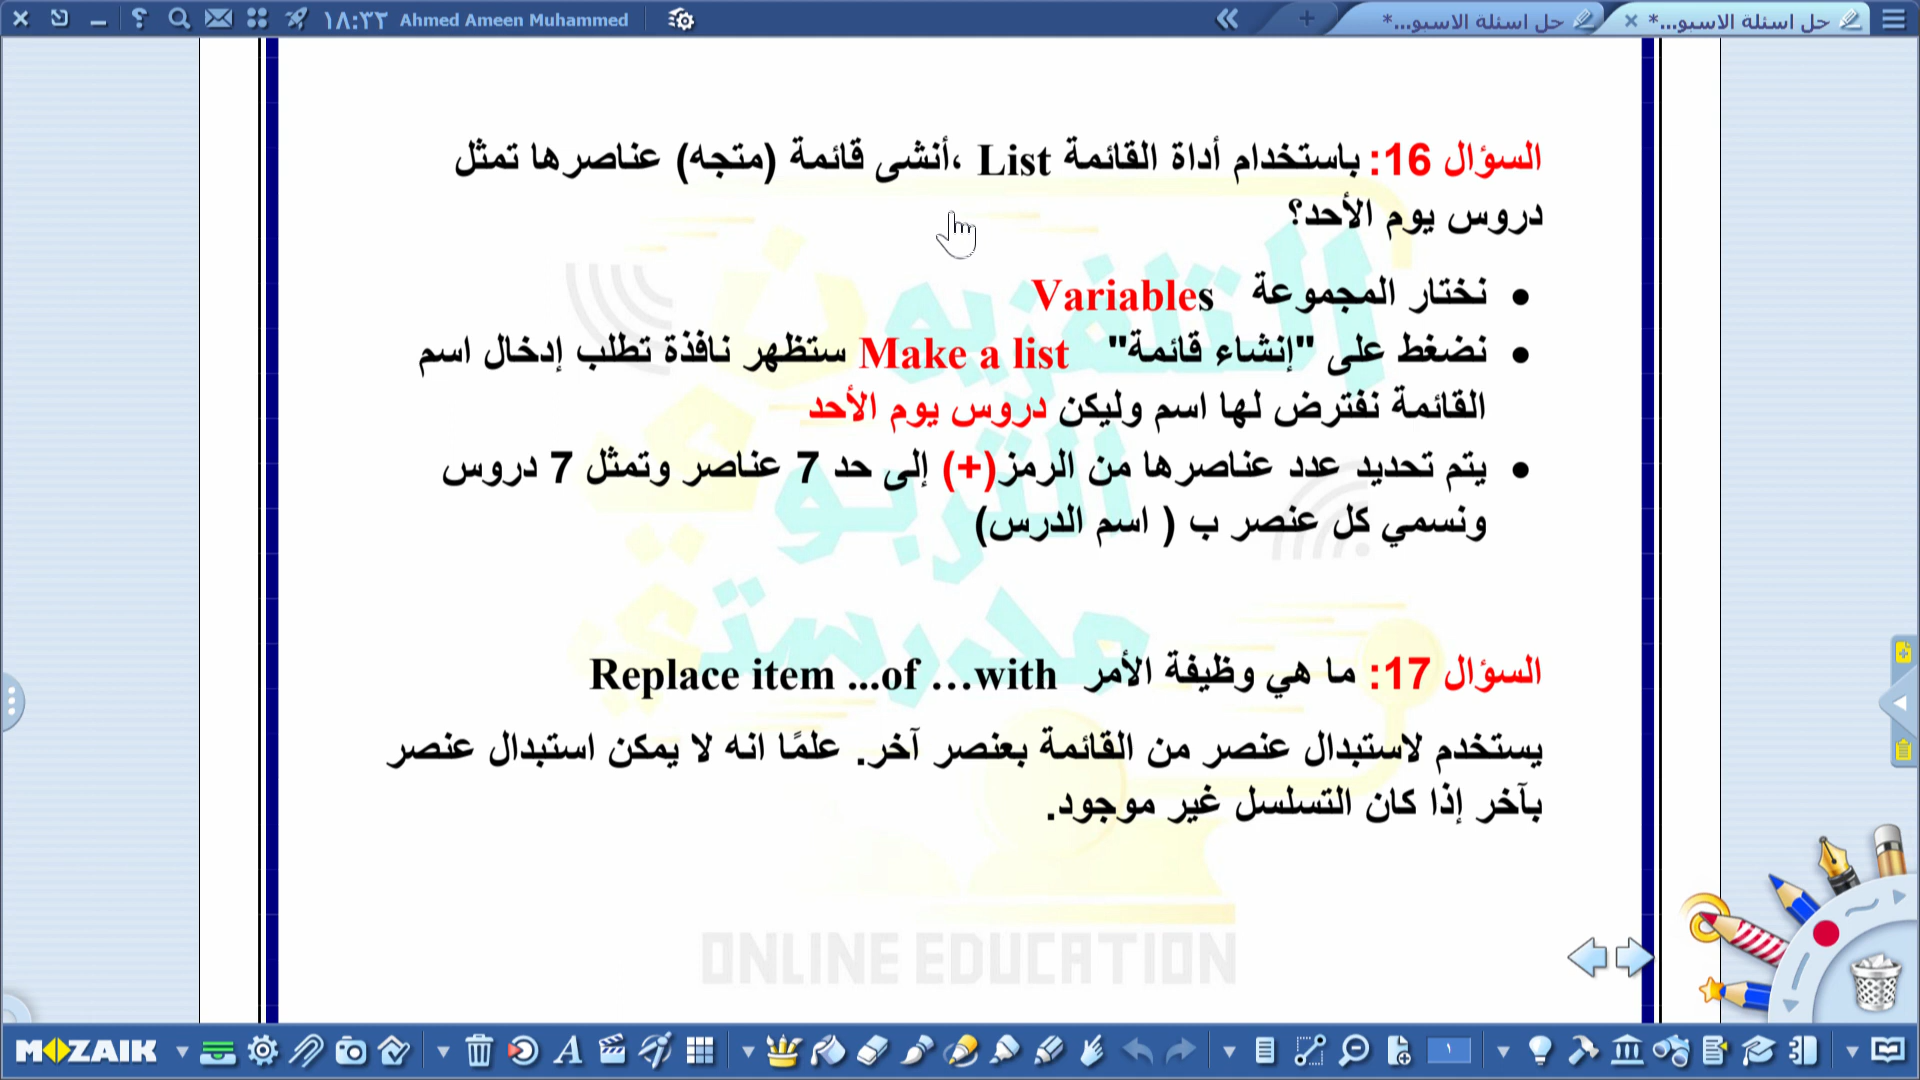 ١٨:٣٢ Ahmed Ameen Muhammed
حل اسئلة الاسبو...*
حل اسئلة الاسبو...*
السؤال 16: باستخدام أداة القائمة List ،أنشى قائمة (متجه) عناصرها تمثل
دروس يوم الأحد؟
• نختار المجموعة Variables
• نضغط على "إنشاء قائمة" Make a list ستظهر نافذة تطلب إدخال اسم
القائمة نفترض لها اسم وليكن دروس يوم الأحد
• يتم تحديد عدد عناصرها من الرمز(+) إلى حد 7 عناصر وتمثل 7 دروس
ونسمي كل عنصر ب ( اسم الدرس)
السؤال 17: ما هي وظيفة الأمر Replace item ...of …with
يستخدم لاستبدال عنصر من القائمة بعنصر آخر. علمًا انه لا يمكن استبدال عنصر
بآخر إذا كان التسلسل غير موجود.
التلفزيون
التربوي
مدرستي
ONLINE EDUCATION
MOZAIK
١